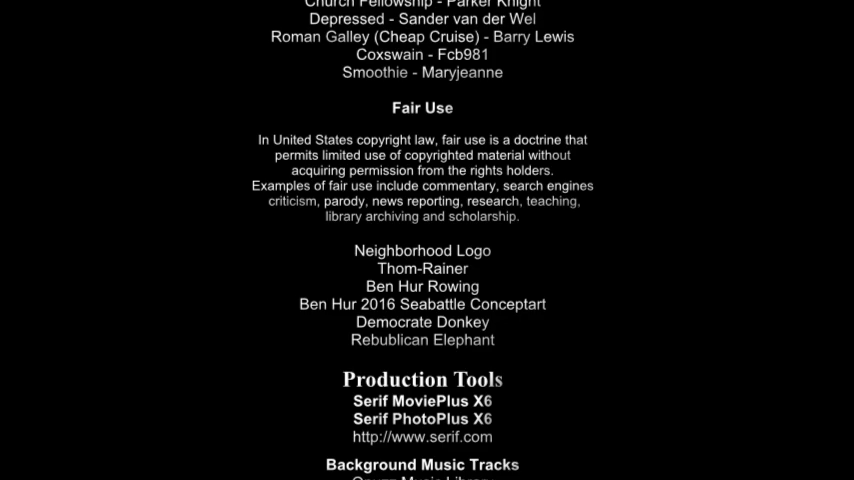 Church Fellowship - Parker Knight
Depressed - Sander van der Wel
Roman Galley (Cheap Cruise) - Barry Lewis
Coxswain - Fcb981
Smoothie - Maryjeanne
Fair Use
In United States copyright law, fair use is a doctrine that
permits limited use of copyrighted material without
acquiring permission from the rights holders.
Examples of fair use include commentary, search engines
criticism, parody, news reporting, research, teaching,
library archiving and scholarship.
Neighborhood Logo
Thom-Rainer
Ben Hur Rowing
Ben Hur 2016 Seabattle Conceptart
Democrate Donkey
Rebublican Elephant
Production Tools
Serif MoviePlus X6
Serif PhotoPlus X6
http://www.serif.com
Background Music Tracks
Music Library